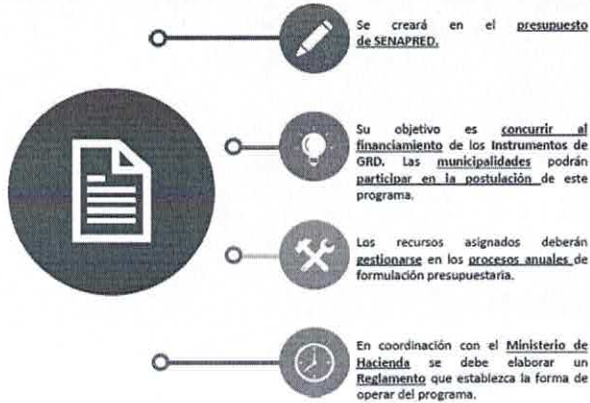 Se creará en el presupuesto
de SENAPRED.
Su objetivo es concurrir al
financiamiento de los Instrumentos de
GRD. Las municipalidades podrán
participar en la postulación de este
programa.
Los recursos asignados deberán
gestionarse en los procesos anuales de
formulación presupuestaria.
En coordinación con el Ministerio de
Hacienda se debe elaborar un
Reglamento que establezca la forma de
operar del programa.